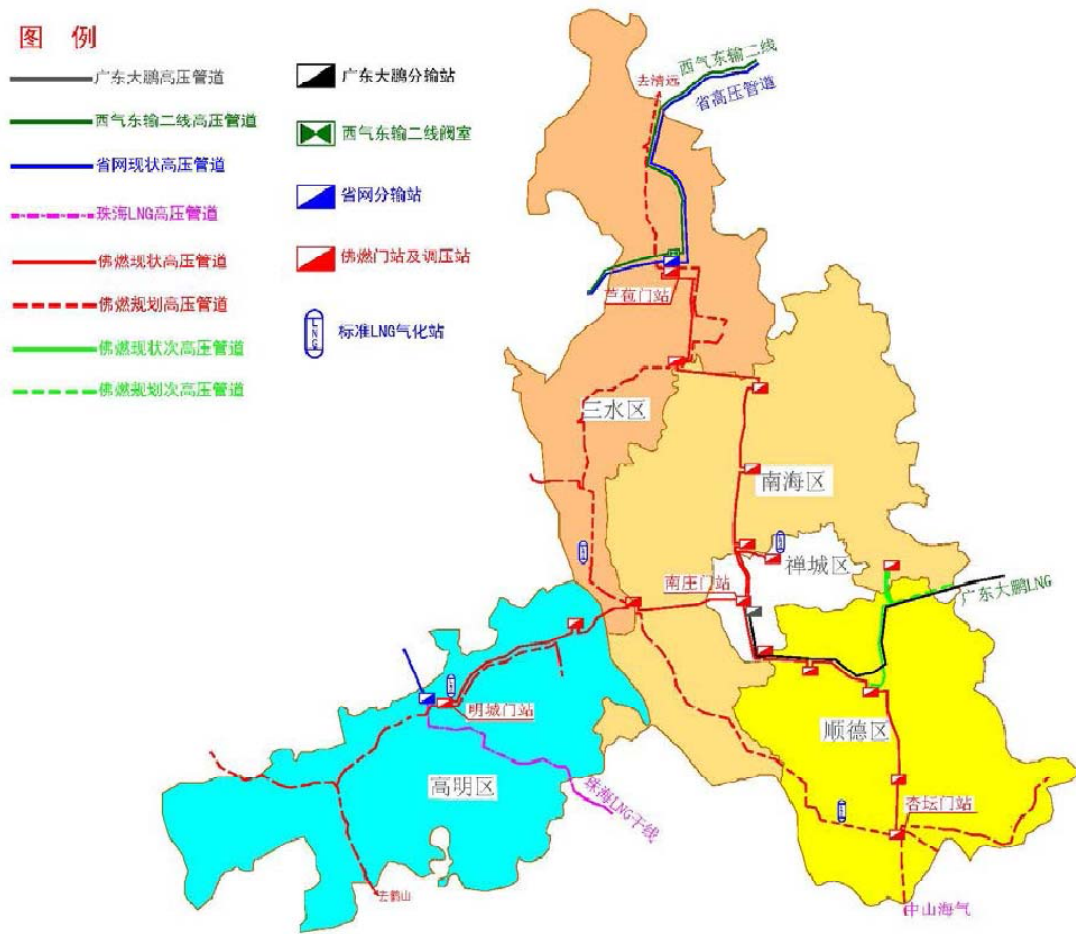 图 例
广东大鹏高压管道
西气东输二线高压管道
省网现状高压管道
珠海LNG高压管道
佛燃现状高压管道
佛燃规划高压管道
佛燃现状次高压管道
佛燃规划次高压管道
广东大鹏分输站
西气东输二线阀室
省网分输站
佛燃门站及调压站
LNG
标准LNG气化站
去清远
西气东输二线
省高压管道
芦苞门站
三水区
南海区
禅城区
南庄门站
广东大鹏LNG
明城门站
高明区
珠海LNG干线
顺德区
杏坛门站
去鹤山
中山海气